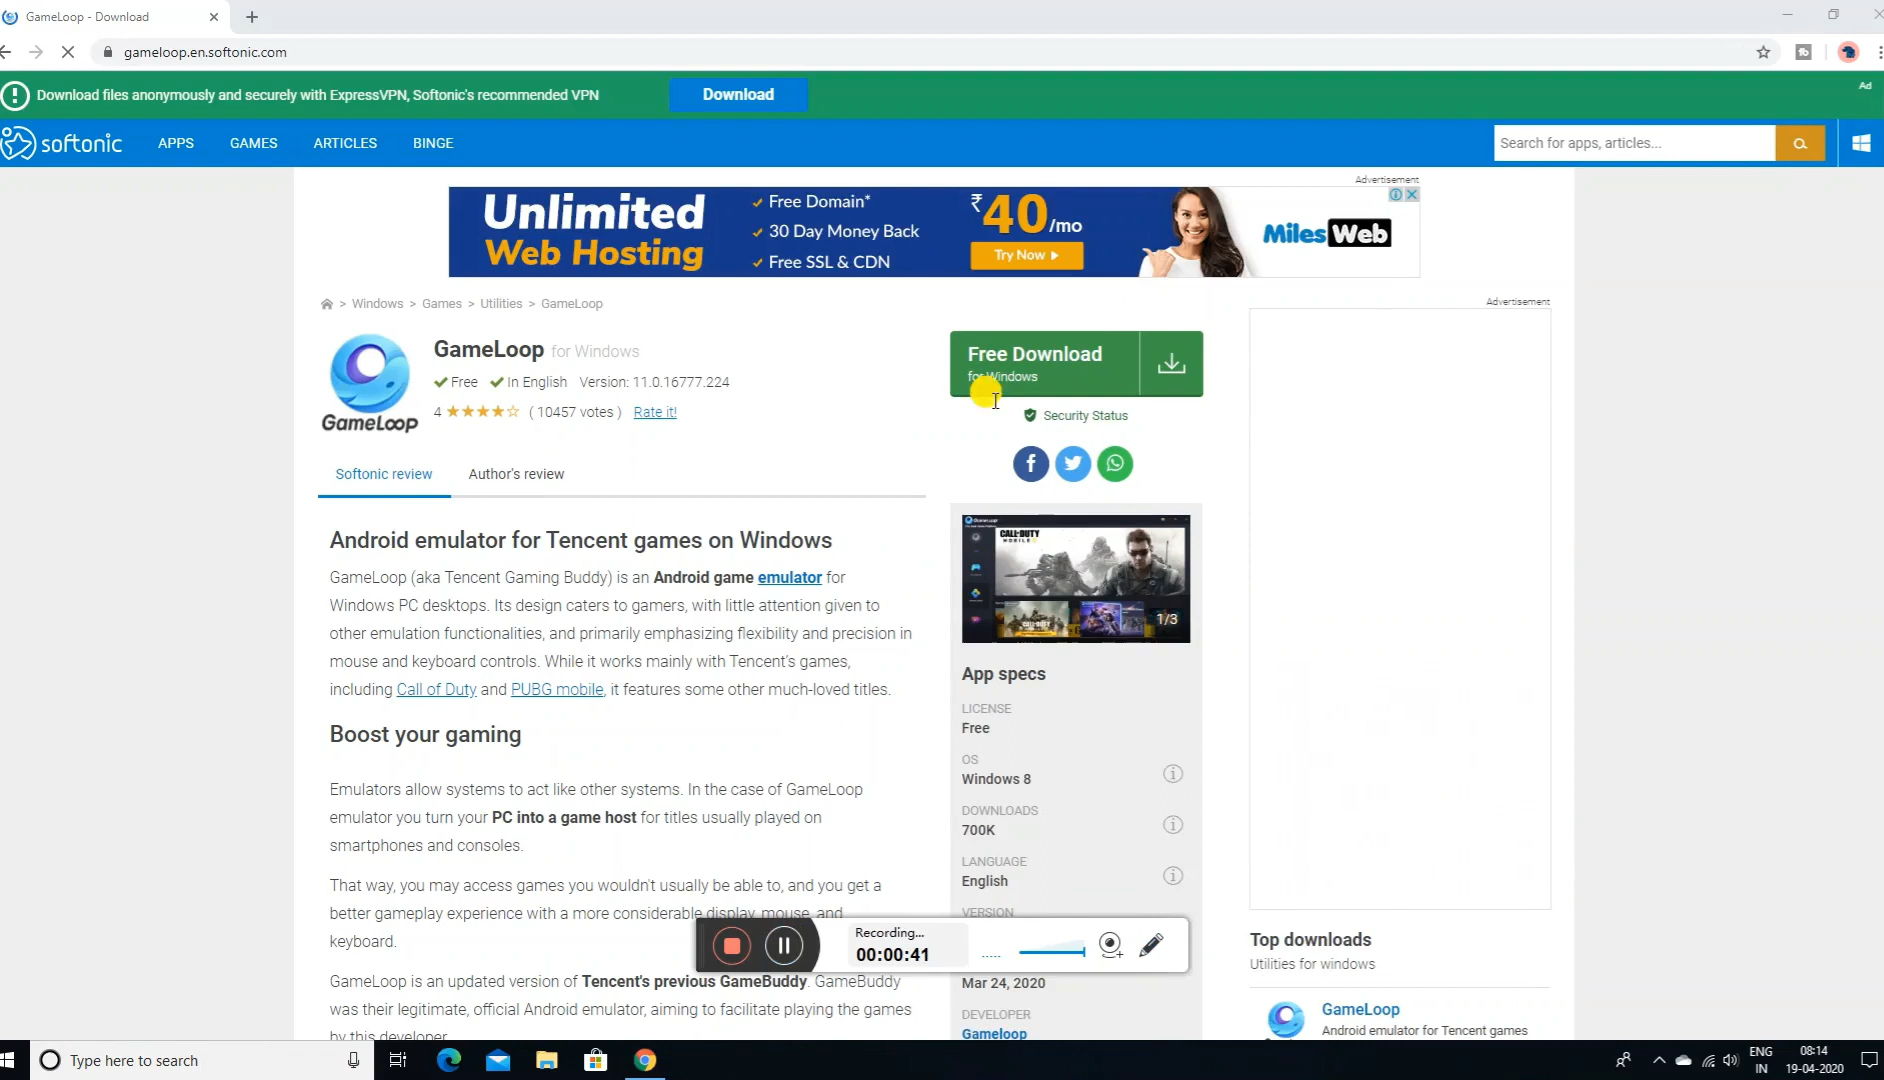 GameLoop - Download
gameloop.en.softonic.com
Download files anonymously and securely with ExpressVPN, Softonic's recommended VPN
Download
Ad
softonic
APPS
GAMES
ARTICLES
BINGE
Search for apps, articles...
Advertisement
Unlimited
Web Hosting
Free Domain*
30 Day Money Back
Free SSL & CDN
₹40/mo
Try Now
MilesWeb
> Windows > Games > Utilities > GameLoop
Advertisement
GameLoop
GameLoop for Windows
Free In English Version: 11.0.16777.224
4 ( 10457 votes ) Rate it!
Free Download
for Windows
Security Status
Softonic review
Author's review
Android emulator for Tencent games on Windows
GameLoop (aka Tencent Gaming Buddy) is an Android game emulator for
Windows PC desktops. Its design caters to gamers, with little attention given to
other emulation functionalities, and primarily emphasizing flexibility and precision in
mouse and keyboard controls. While it works mainly with Tencent's games,
including Call of Duty and PUBG mobile, it features some other much-loved titles.
Boost your gaming
Emulators allow systems to act like other systems. In the case of GameLoop
emulator you turn your PC into a game host for titles usually played on
smartphones and consoles.
That way, you may access games you wouldn't usually be able to, and you get a
better gameplay experience with a more considerable display, mouse, and
keyboard.
GameLoop is an updated version of Tencent's previous GameBuddy. GameBuddy
was their legitimate, official Android emulator, aiming to facilitate playing the games
by this developer.
CALL OF DUTY
MOBILE
1/3
App specs
LICENSE
Free
OS
Windows 8
DOWNLOADS
700K
LANGUAGE
English
VERSION
Mar 24, 2020
DEVELOPER
Gameloop
Recording...
00:00:41
Top downloads
Utilities for windows
GameLoop
Android emulator for Tencent games
Type here to search
ENG
IN
08:14
19-04-2020